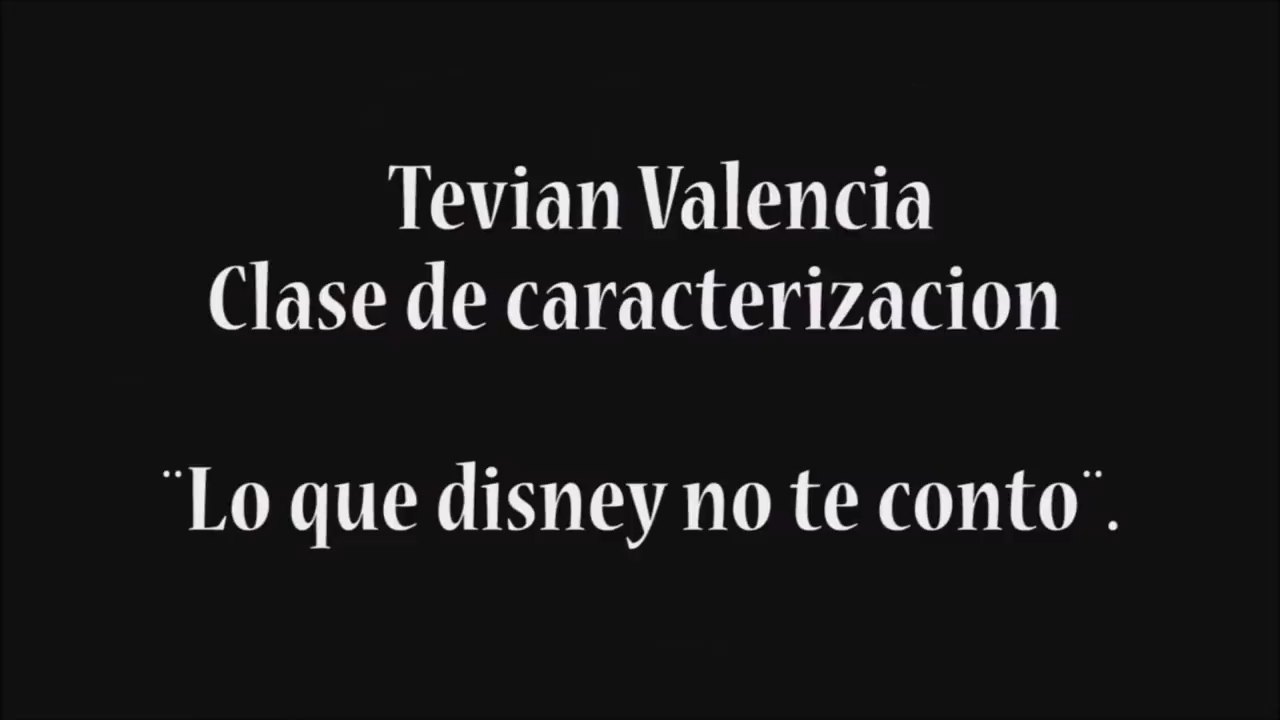 Tevian Valencia
Clase de caracterizacion
¨Lo que disney no te conto¨.